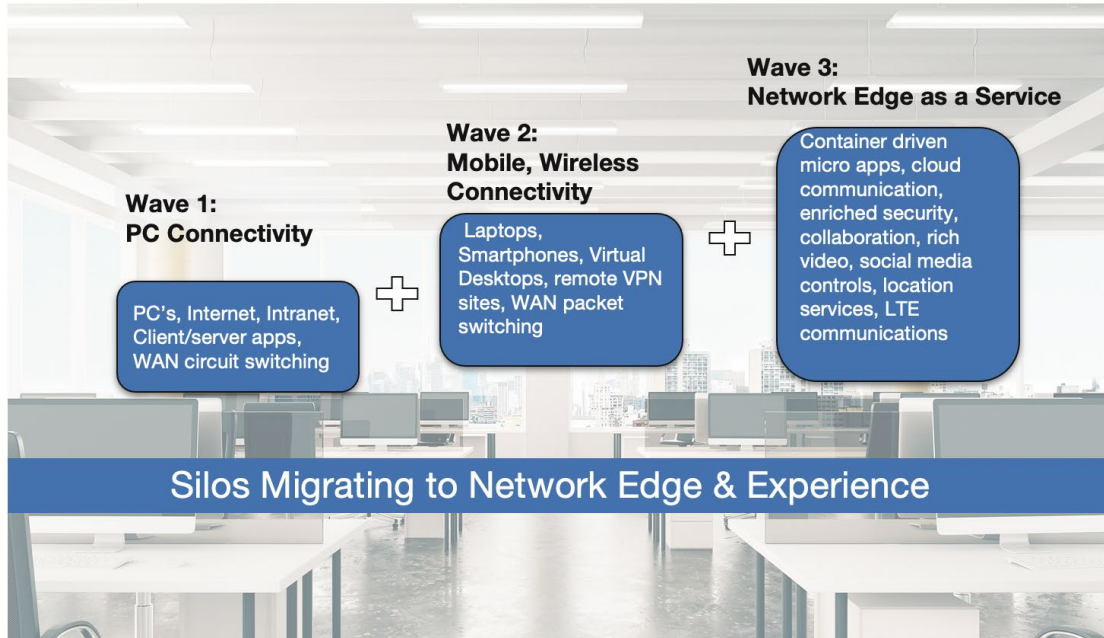 Wave 1:
PC Connectivity
PC's, Internet, Intranet,
Client/server apps,
WAN circuit switching
Wave 2:
Mobile, Wireless
Connectivity
Laptops,
Smartphones, Virtual
Desktops, remote VPN
sites, WAN packet
switching
Wave 3:
Network Edge as a Service
Container driven
micro apps, cloud
communication,
enriched security,
collaboration, rich
video, social media
controls, location
services, LTE
communications
Silos Migrating to Network Edge & Experience